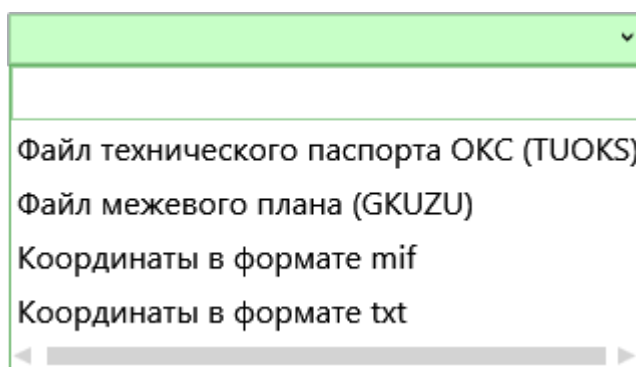 Файл технического паспорта ОКС (TUOKS)
Файл межевого плана (GKUZU)
Координаты в формате mif
Координаты в формате txt